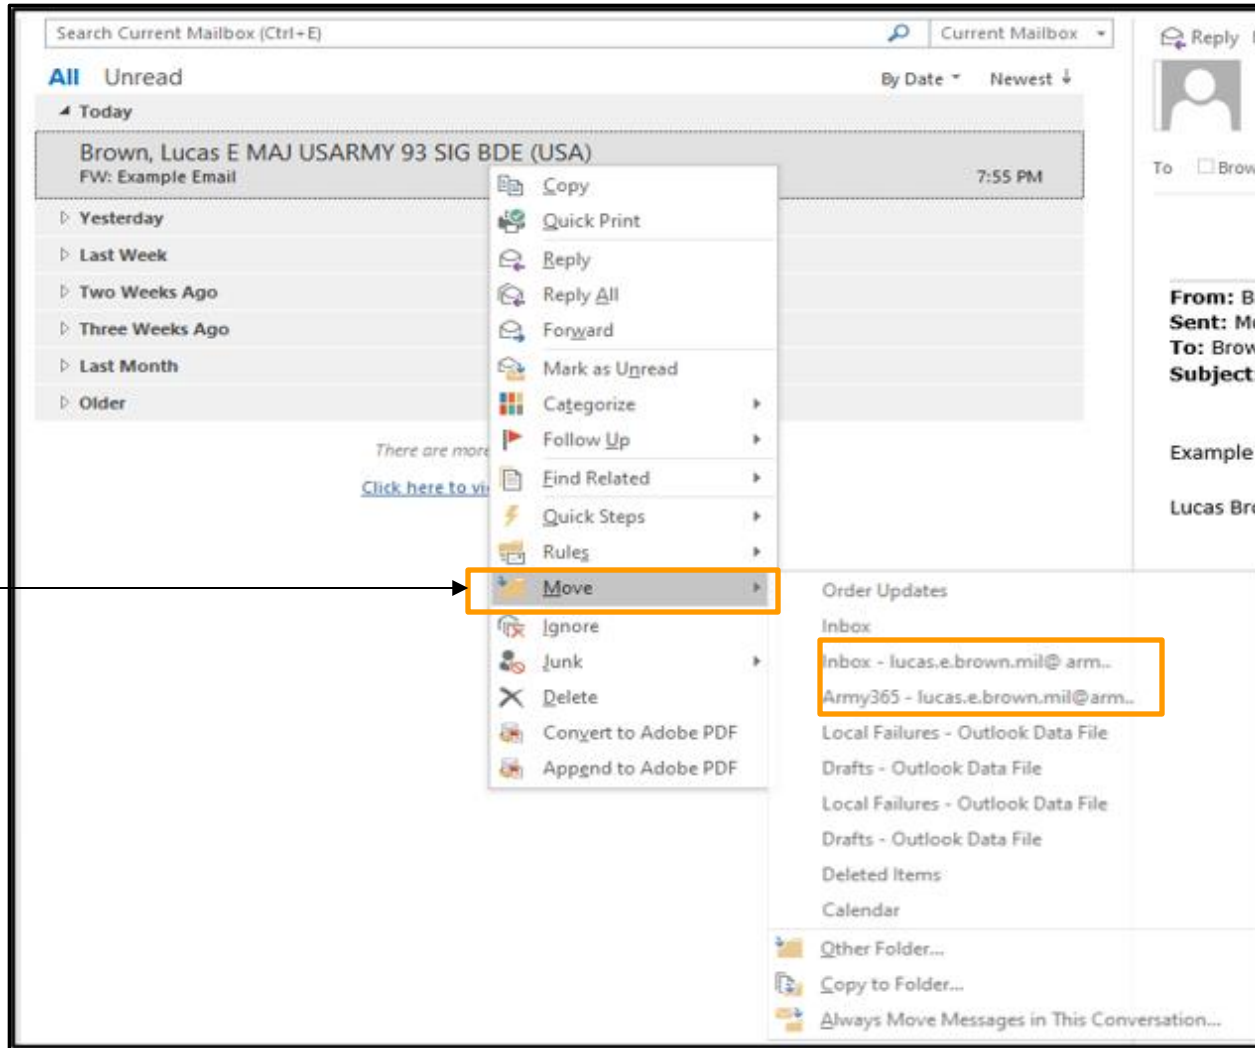 Search Current Mailbox (Ctrl+E)
Current Mailbox
Reply
All Unread
By Date Newest
Today
Brown, Lucas E MAJ USARMY 93 SIG BDE (USA)
FW: Example Email
7:55 PM
To
Yesterday
Last Week
Two Weeks Ago
Three Weeks Ago
Last Month
Older
There are more
Click here to
Copy
Quick Print
Reply
Reply All
Forward
Mark as Unread
Categorize
Follow Up
Find Related
Quick Steps
Rules
Move
Ignore
Junk
Delete
Convert to Adobe PDF
Append to Adobe PDF
Order Updates
Inbox
Inbox - lucas.e.brown.mil@ arm..
Army365 - lucas.e.brown.mil@arm..
Local Failures - Outlook Data File
Drafts - Outlook Data File
Local Failures - Outlook Data File
Drafts - Outlook Data File
Deleted Items
Calendar
Other Folder...
Copy to Folder...
Always Move Messages in This Conversation...
From:
Sent:
To:
Subject
Example
Lucas